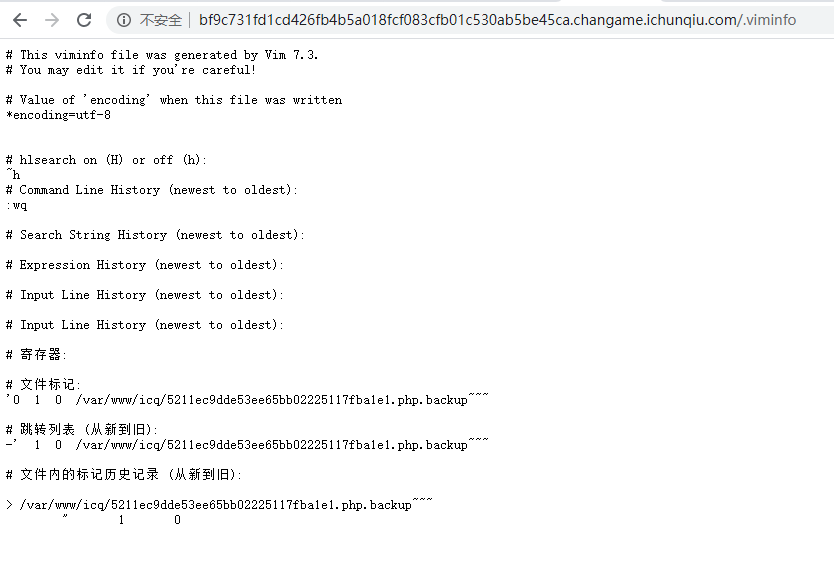 不安全 | bf9c731fd1cd426fb4b5a018fcf083cfb01c530ab5be45ca.changame.ichunqiu.com/.viminfo
# This viminfo file was generated by Vim 7.3.
# You may edit it if you're careful!
# Value of 'encoding' when this file was written
*encoding=utf-8
# hlsearch on (H) or off (h):
~h
# Command Line History (newest to oldest):
:wq
# Search String History (newest to oldest):
# Expression History (newest to oldest):
# Input Line History (newest to oldest):
# Input Line History (newest to oldest):
# 寄存器:
# 文件标记:
'0 1 0 /var/www/icq/5211ec9dde53ee65bb02225117fba1e1.php.backup~~~
# 跳转列表 (从新到旧):
-' 1 0 /var/www/icq/5211ec9dde53ee65bb02225117fba1e1.php.backup~~~
# 文件内的标记历史记录 (从新到旧):
> /var/www/icq/5211ec9dde53ee65bb02225117fba1e1.php.backup~~~
" 1 0